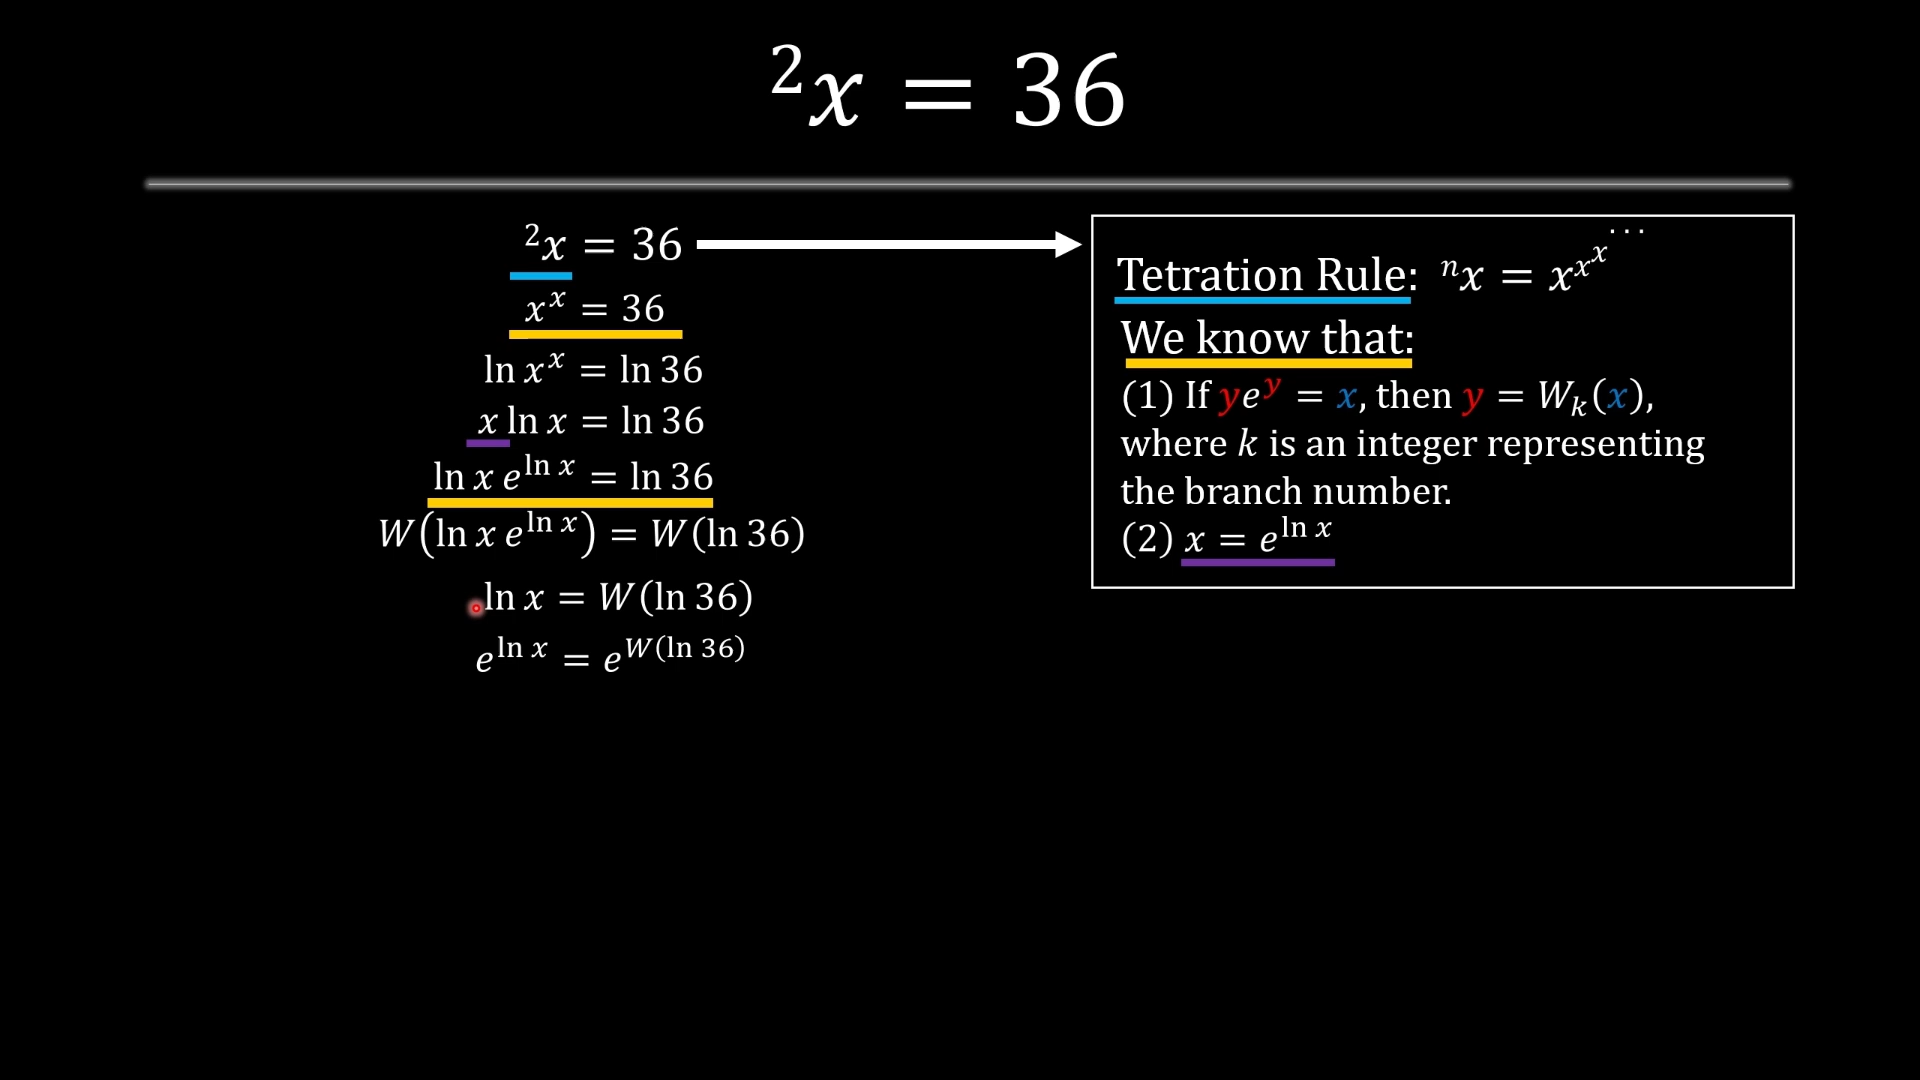 ²x = 36
²x = 36
xˣ = 36
ln xˣ = ln 36
x ln x = ln 36
ln x e^{ln x} = ln 36
W(ln x e^{ln x}) = W(ln 36)
ln x = W(ln 36)
e^{ln x} = e^{W(ln 36)}
Tetration Rule: ⁿx = x^{x^{x^{···}}}
We know that:
(1) If ye^y = x, then y = W_k(x),
where k is an integer representing
the branch number.
(2) x = e^{ln x}